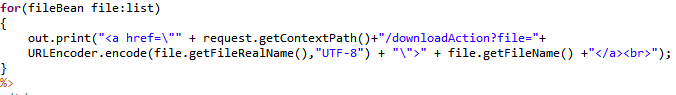 for(fileBean file:list)
{
out.print("<a href=\"" + request.getContextPath()+"/downloadAction?file="+
URLEncoder.encode(file.getFileRealName(),"UTF-8") + "\">" + file.getFileName() +"</a><br>");
}
%>